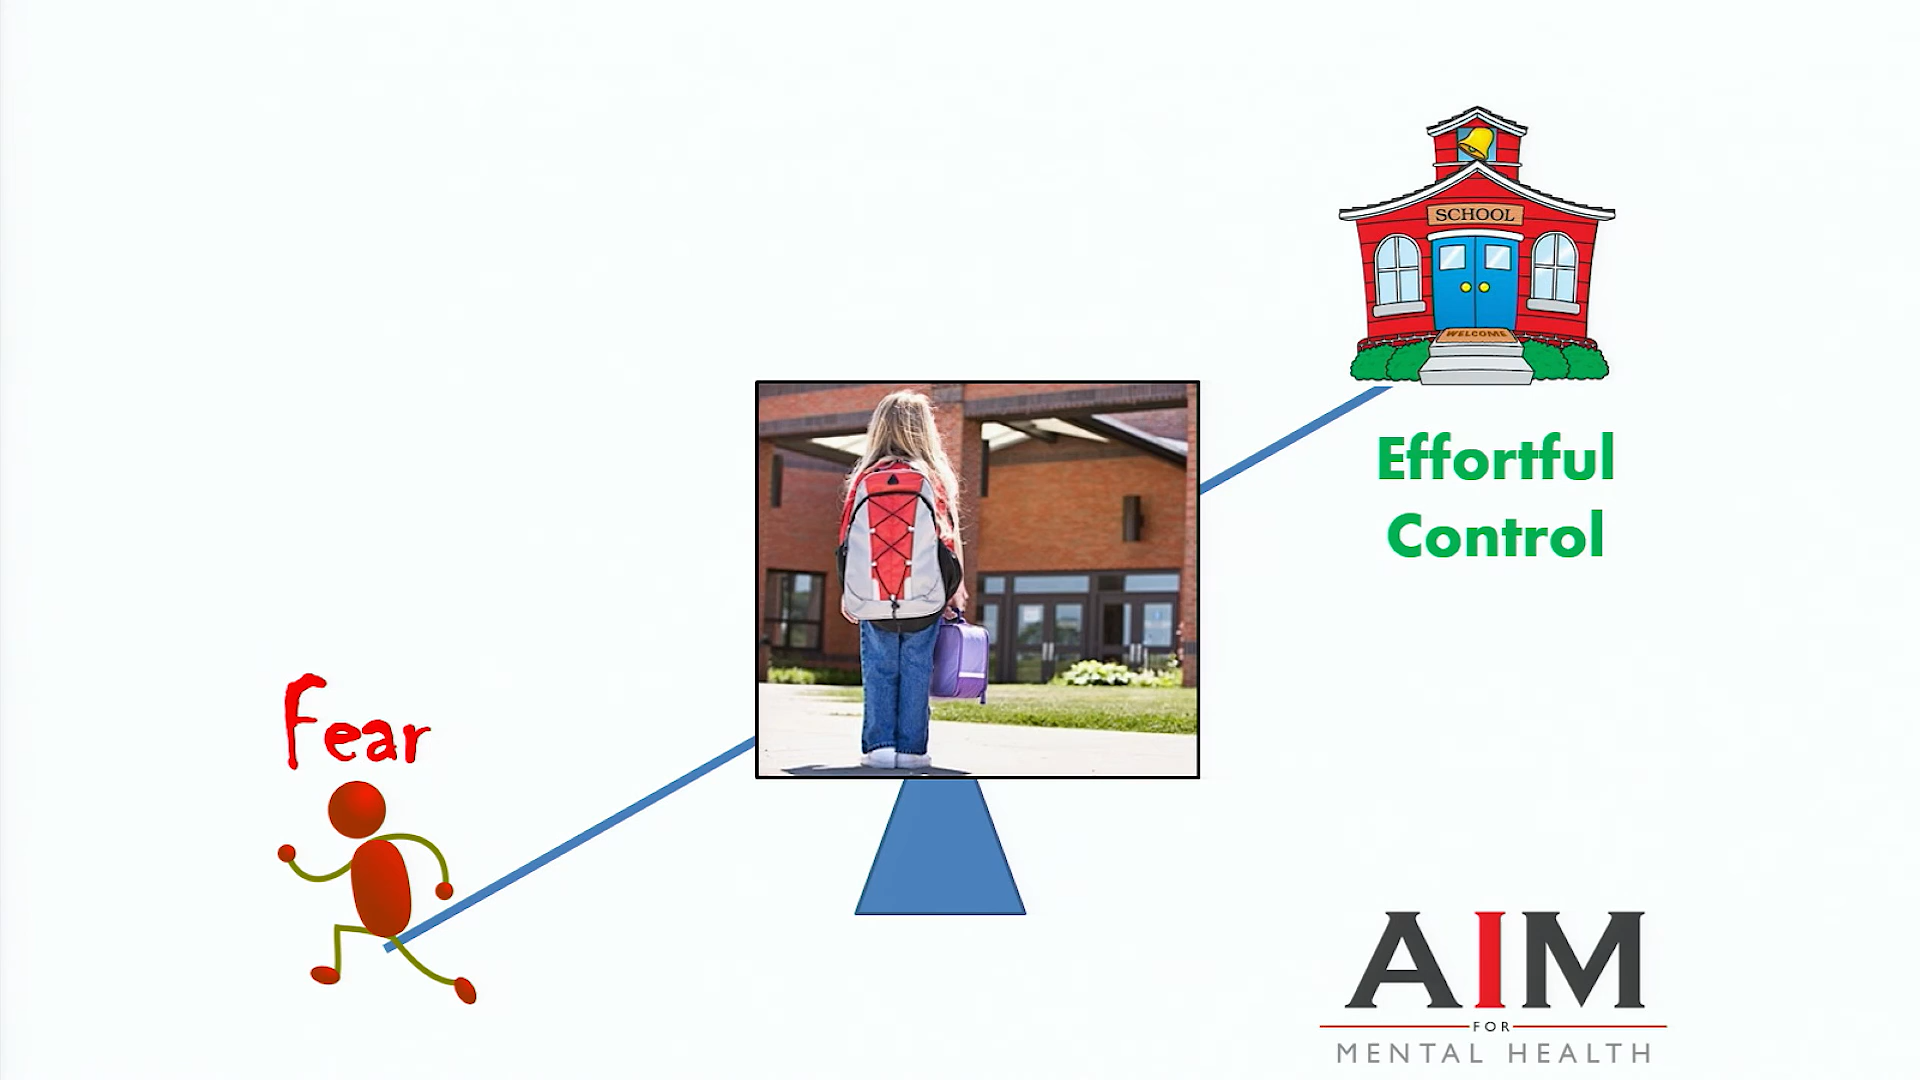 SCHOOL
WELCOME
Effortful
Control
Fear
AIM
FOR
MENTAL HEALTH